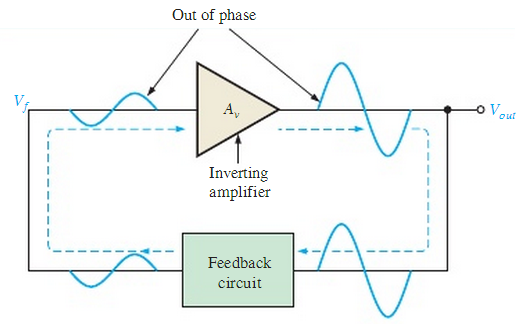 Out of phase
Vf
Av
Vout
Inverting
amplifier
Feedback
circuit